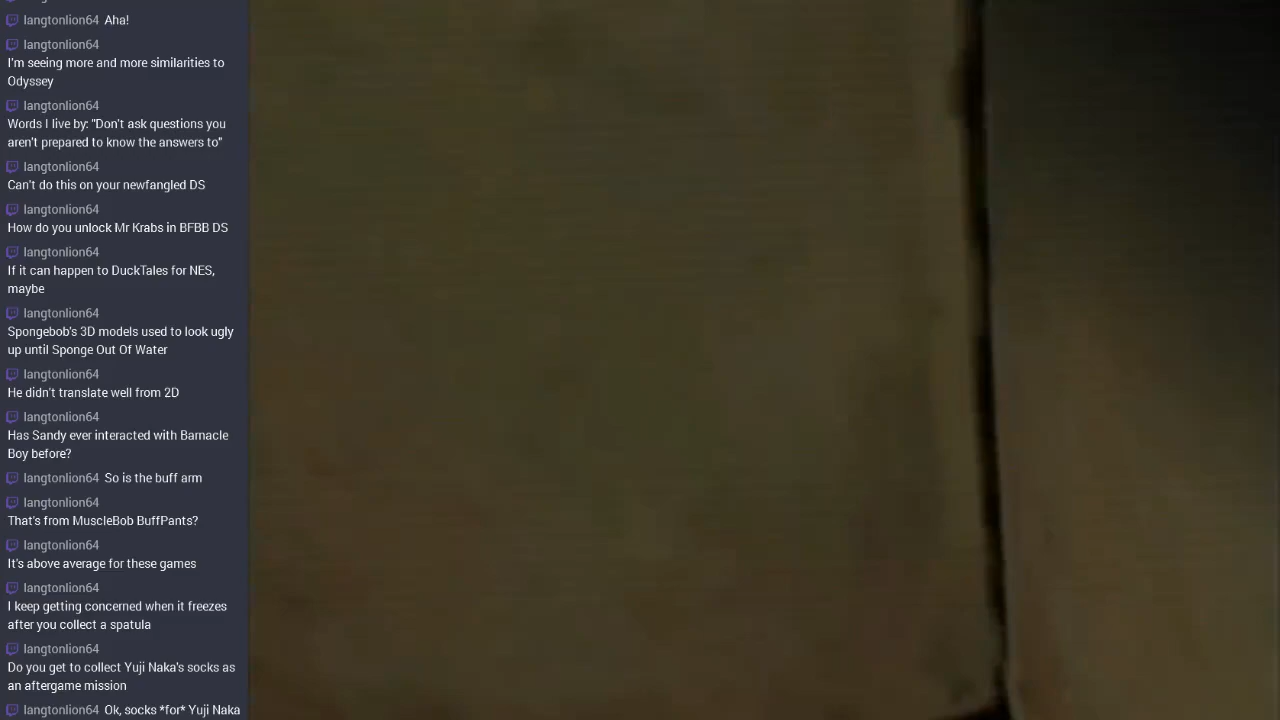 langtonlion64 Aha!
langtonlion64
I'm seeing more and more similarities to
Odyssey
langtonlion64
Words I live by: "Don't ask questions you
aren't prepared to know the answers to"
langtonlion64
Can't do this on your newfangled DS
langtonlion64
How do you unlock Mr Krabs in BFBB DS
langtonlion64
If it can happen to DuckTales for NES,
maybe
langtonlion64
Spongebob's 3D models used to look ugly
up until Sponge Out Of Water
langtonlion64
He didn't translate well from 2D
langtonlion64
Has Sandy ever interacted with Barnacle
Boy before?
langtonlion64 So is the buff arm
langtonlion64
That's from MuscleBob BuffPants?
langtonlion64
It's above average for these games
langtonlion64
I keep getting concerned when it freezes
after you collect a spatula
langtonlion64
Do you get to collect Yuji Naka's socks as
an aftergame mission
langtonlion64 Ok, socks *for* Yuji Naka